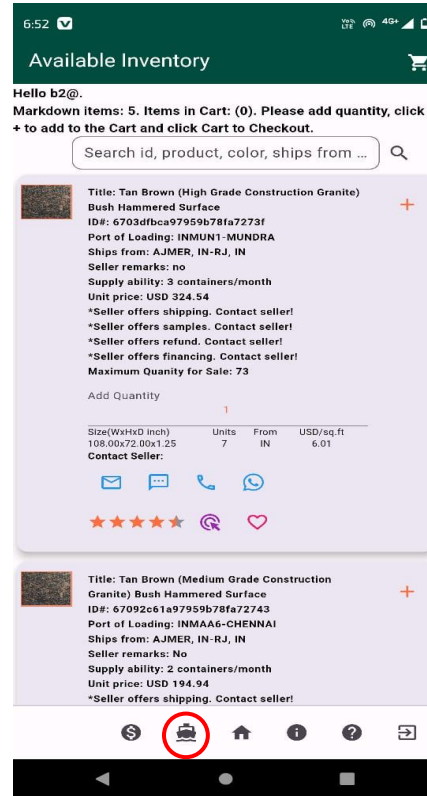 6:52
Vo))
LTE
4G+
Available Inventory
Hello b2@.
Markdown items: 5. Items in Cart: (0). Please add quantity, click
+ to add to the Cart and click Cart to Checkout.
Search id, product, color, ships from ...
Title: Tan Brown (High Grade Construction Granite)
Bush Hammered Surface
+
ID#: 6703dfbca97959b78fa7273f
Port of Loading: INMUN1-MUNDRA
Ships from: AJMER, IN-RJ, IN
Seller remarks: no
Supply ability: 3 containers/month
Unit price: USD 324.54
*Seller offers shipping. Contact seller!
*Seller offers samples. Contact seller!
*Seller offers refund. Contact seller!
*Seller offers financing. Contact seller!
Maximum Quanity for Sale: 73
Add Quantity
1
Size(WxHxD inch) Units From USD/sq.ft
108.00x72.00x1.25 7 IN 6.01
Contact Seller:
Title: Tan Brown (Medium Grade Construction
Granite) Bush Hammered Surface
+
ID#: 67092c61a97959b78fa72743
Port of Loading: INMAA6-CHENNAI
Ships from: AJMER, IN-RJ, IN
Seller remarks: No
Supply ability: 2 containers/month
Unit price: USD 194.94
*Seller offers shipping. Contact seller!